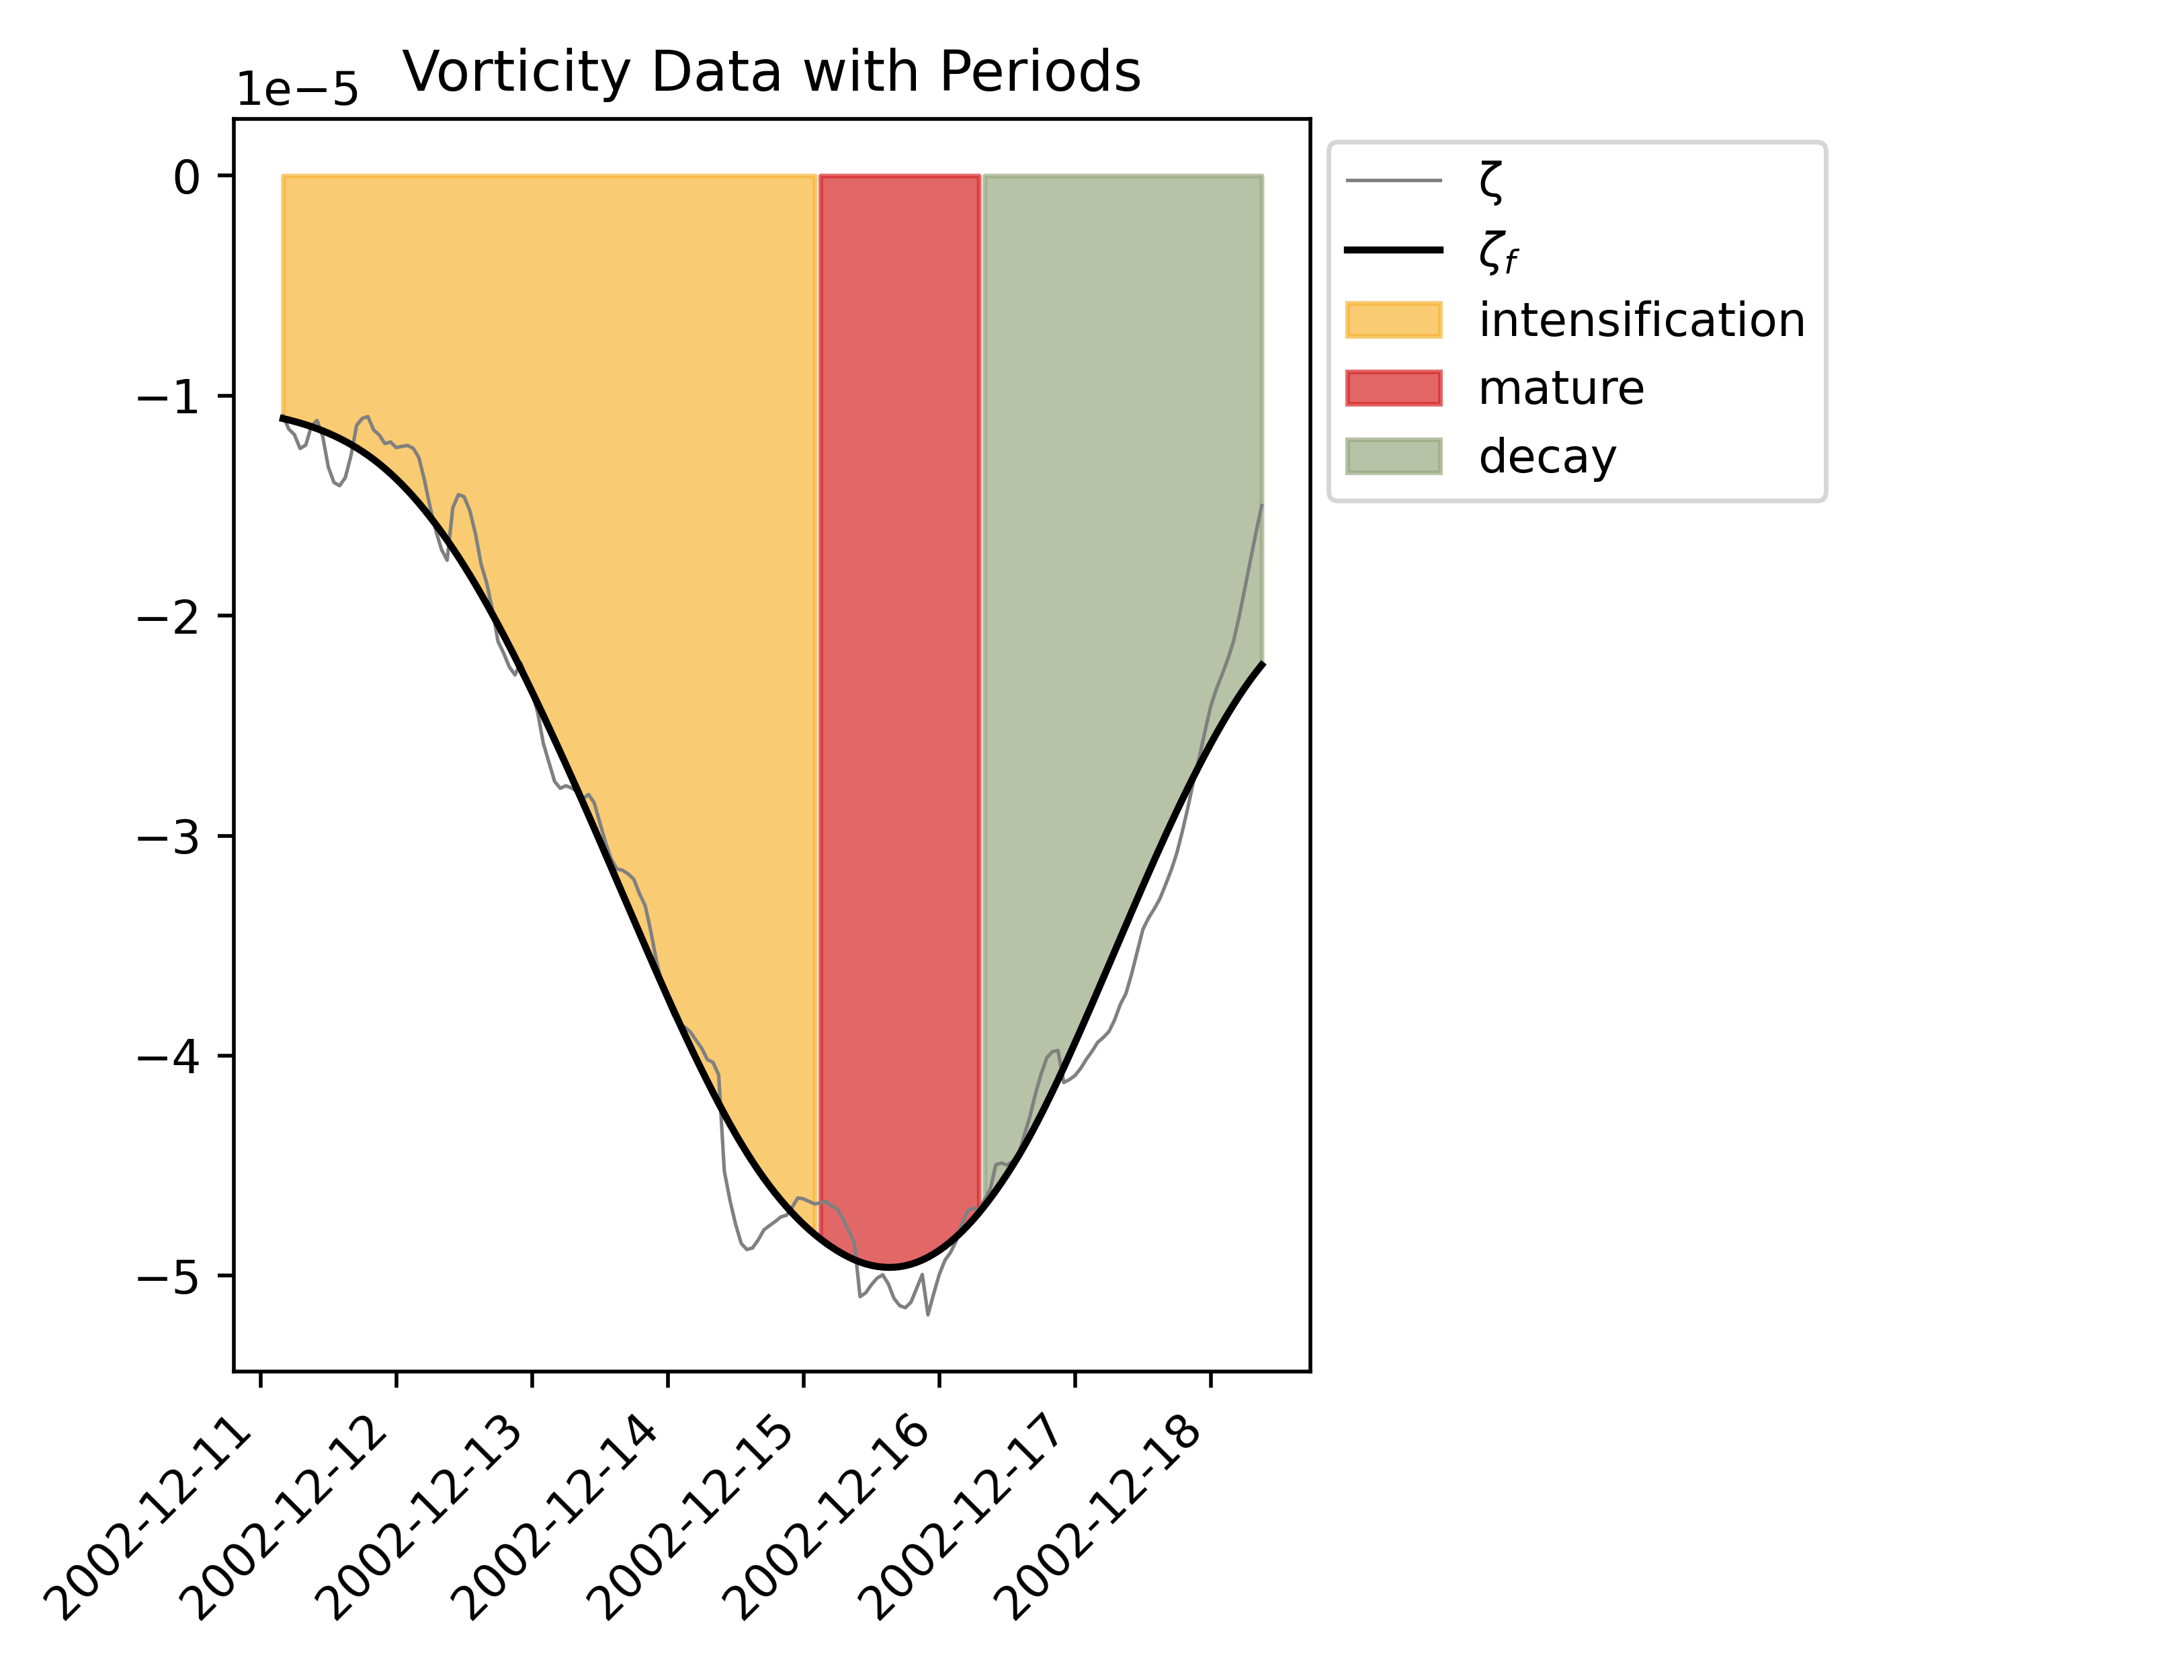 Vorticity Data with Periods
1e−5
0
−1
−2
−3
−4
−5
2002-12-11
2002-12-12
2002-12-13
2002-12-14
2002-12-15
2002-12-16
2002-12-17
2002-12-18
ζ
ζf
intensification
mature
decay